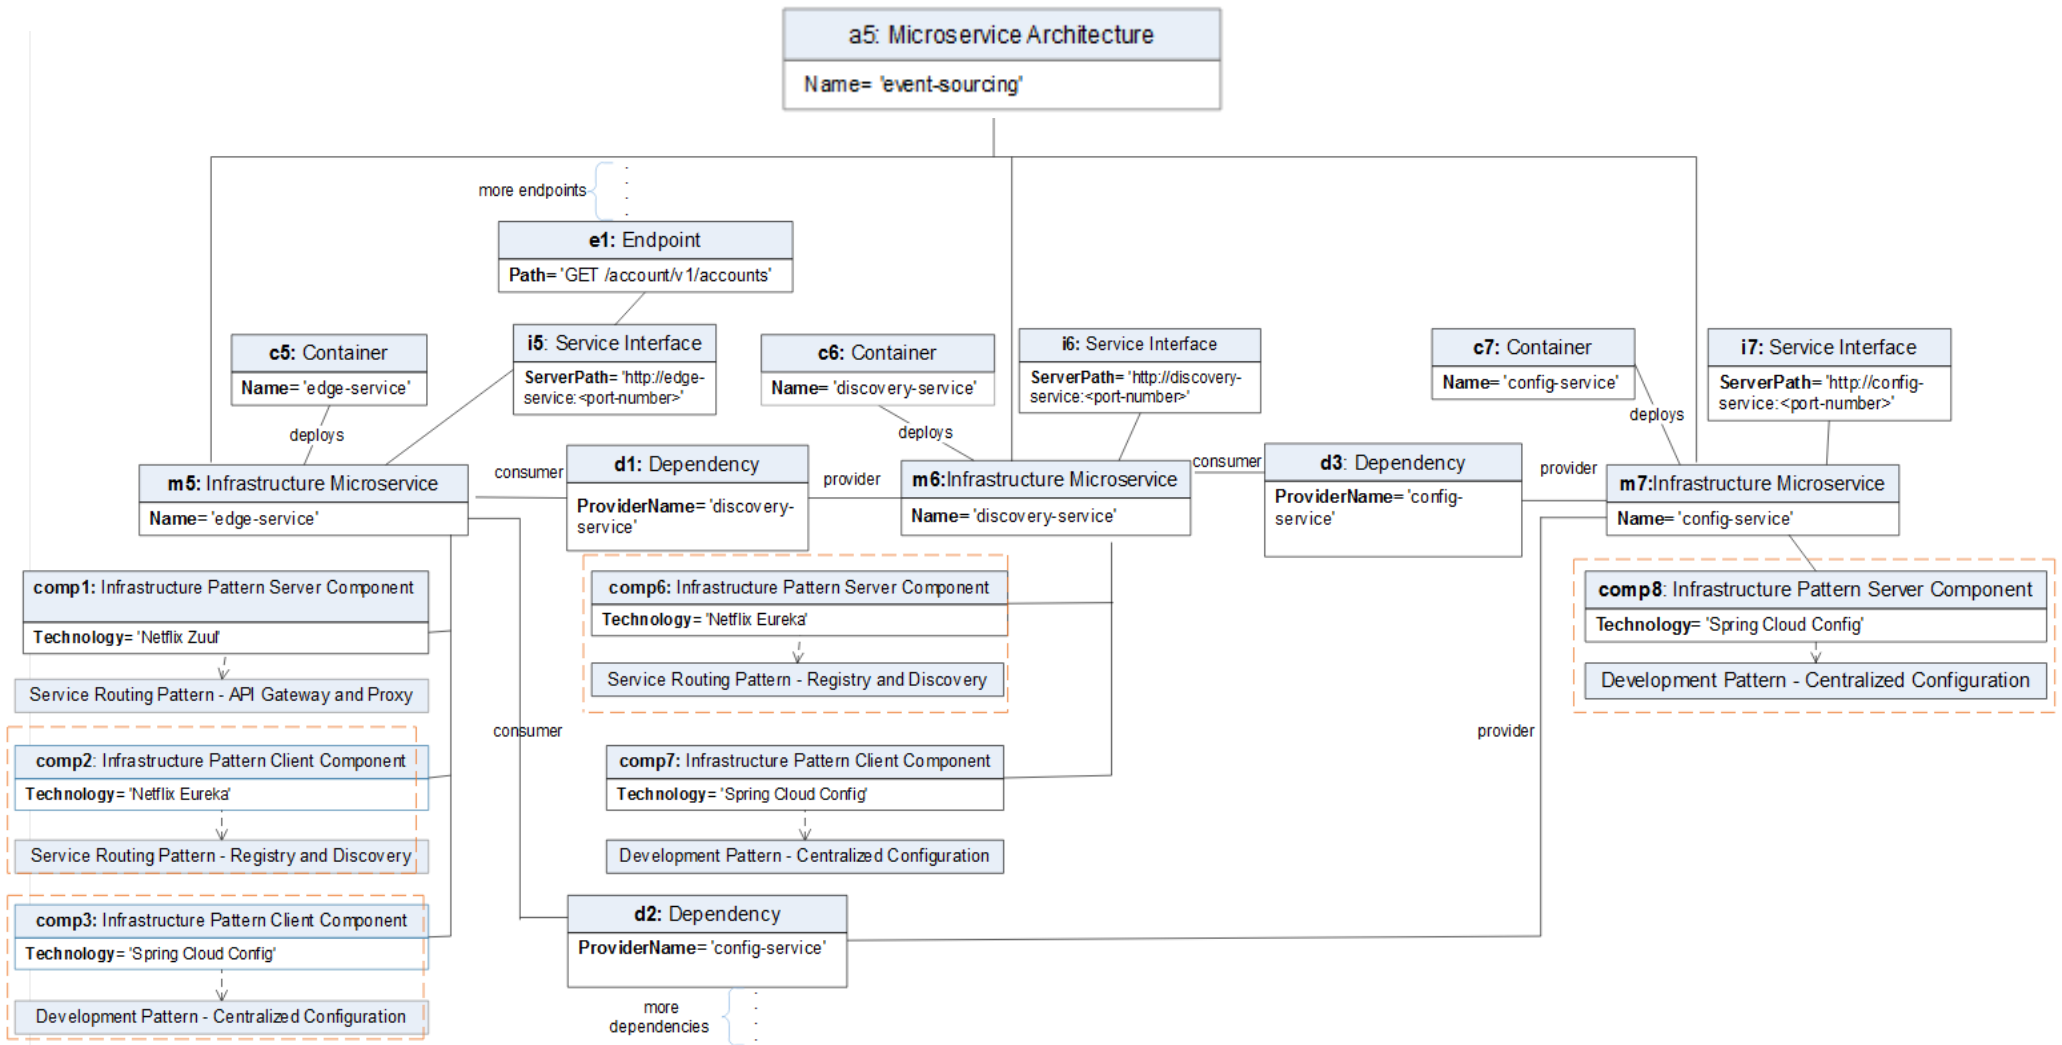 a5: Microservice Architecture
Name= 'event-sourcing'
more endpoints
e1: Endpoint
Path= 'GET /account/v1/accounts'
c5: Container
Name= 'edge-service'
i5: Service Interface
ServerPath= 'http://edge-
service:<port-number>'
c6: Container
Name= 'discovery-service'
i6: Service Interface
ServerPath= 'http://discovery-
service:<port-number>'
c7: Container
Name= 'config-service'
i7: Service Interface
ServerPath= 'http://config-
service:<port-number>'
deploys
deploys
deploys
m5: Infrastructure Microservice
Name= 'edge-service'
consumer
d1: Dependency
ProviderName= 'discovery-
service'
provider
m6:Infrastructure Microservice
Name= 'discovery-service'
consumer
d3: Dependency
ProviderName= 'config-
service'
provider
m7:Infrastructure Microservice
Name= 'config-service'
comp1: Infrastructure Pattern Server Component
Technology= 'Netflix Zuul'
Service Routing Pattern - API Gateway and Proxy
comp6: Infrastructure Pattern Server Component
Technology= 'Netflix Eureka'
Service Routing Pattern - Registry and Discovery
comp8: Infrastructure Pattern Server Component
Technology= 'Spring Cloud Config'
Development Pattern - Centralized Configuration
consumer
provider
comp2: Infrastructure Pattern Client Component
Technology= 'Netflix Eureka'
Service Routing Pattern - Registry and Discovery
comp7: Infrastructure Pattern Client Component
Technology= 'Spring Cloud Config'
Development Pattern - Centralized Configuration
comp3: Infrastructure Pattern Client Component
Technology= 'Spring Cloud Config'
Development Pattern - Centralized Configuration
d2: Dependency
ProviderName= 'config-service'
more
dependencies